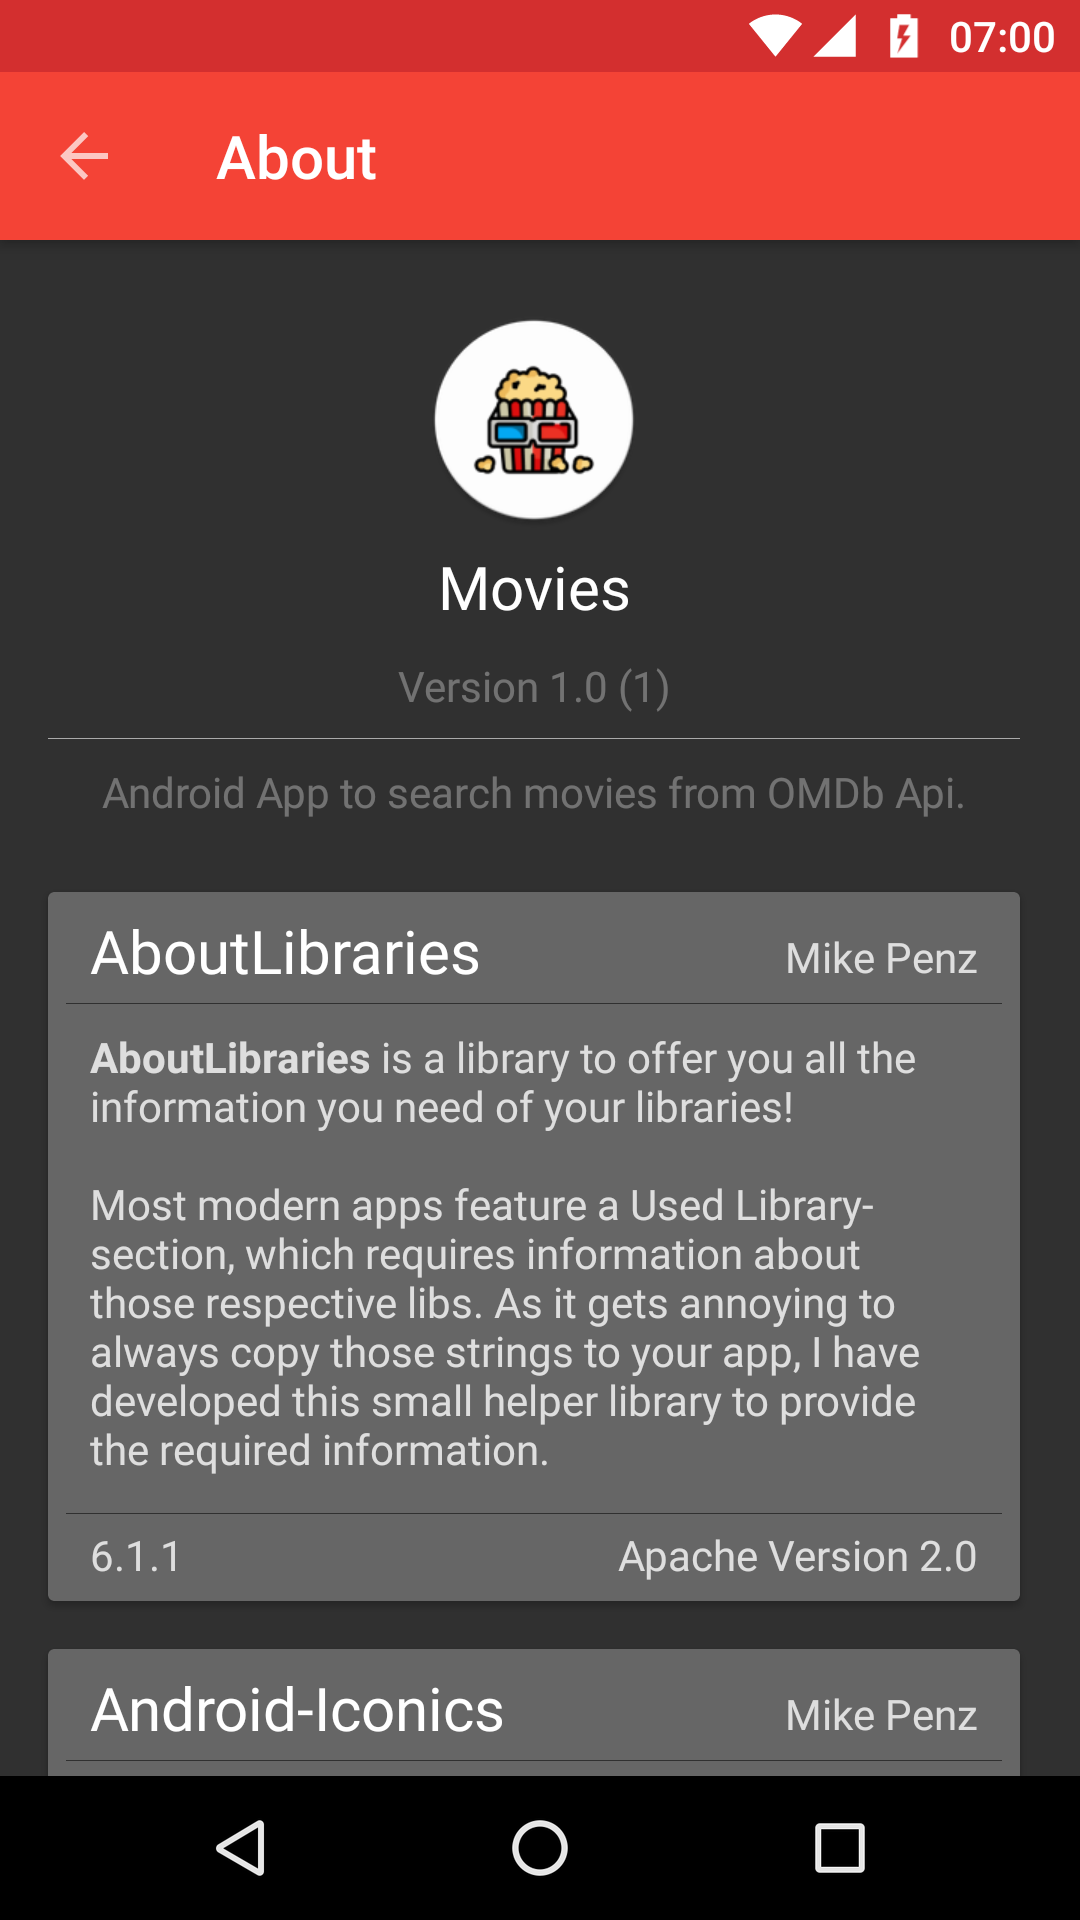 07:00
About
Movies
Version 1.0 (1)
Android App to search movies from OMDb Api.
AboutLibraries
Mike Penz
AboutLibraries is a library to offer you all the
information you need of your libraries!
Most modern apps feature a Used Library-
section, which requires information about
those respective libs. As it gets annoying to
always copy those strings to your app, I have
developed this small helper library to provide
the required information.
6.1.1
Apache Version 2.0
Android-Iconics
Mike Penz